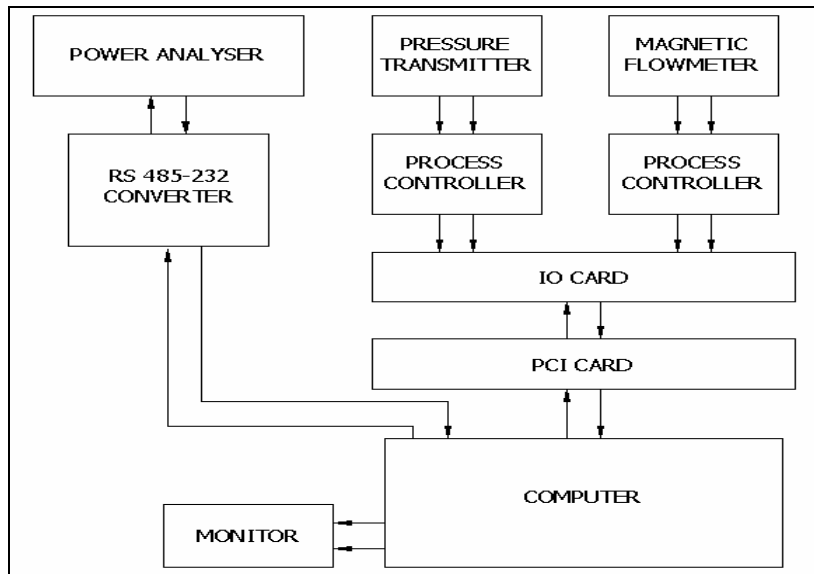 POWER ANALYSER
PRESSURE
TRANSMITTER
MAGNETIC
FLOWMETER
RS 485-232
CONVERTER
PROCESS
CONTROLLER
PROCESS
CONTROLLER
IO CARD
PCI CARD
COMPUTER
MONITOR